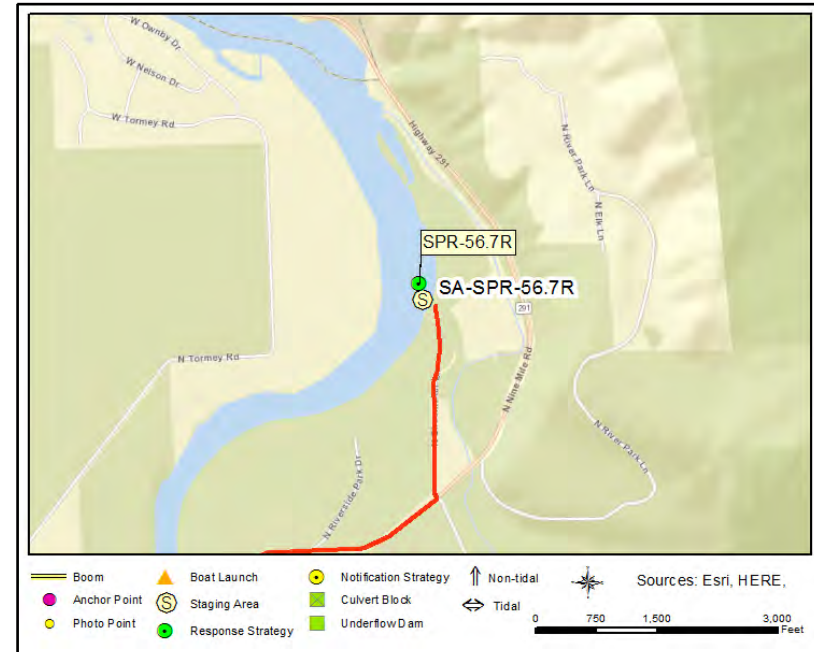 W Ownby Dr
W Nelson Dr
W Tormey Rd
Highway 291
N River Park Ln
N Elk Ln
SPR-56.7R
S
SA-SPR-56.7R
291
N Tormey Rd
N Nine Mile Rd
N River Park Ln
N Riverside Park Dr
Boom
Boat Launch
Notification Strategy
Non-tidal
Sources: Esri, HERE,
Anchor Point
S
Staging Area
Culvert Block
Tidal
Photo Point
Response Strategy
Underflow Dam
0 750 1,500 3,000
Feet